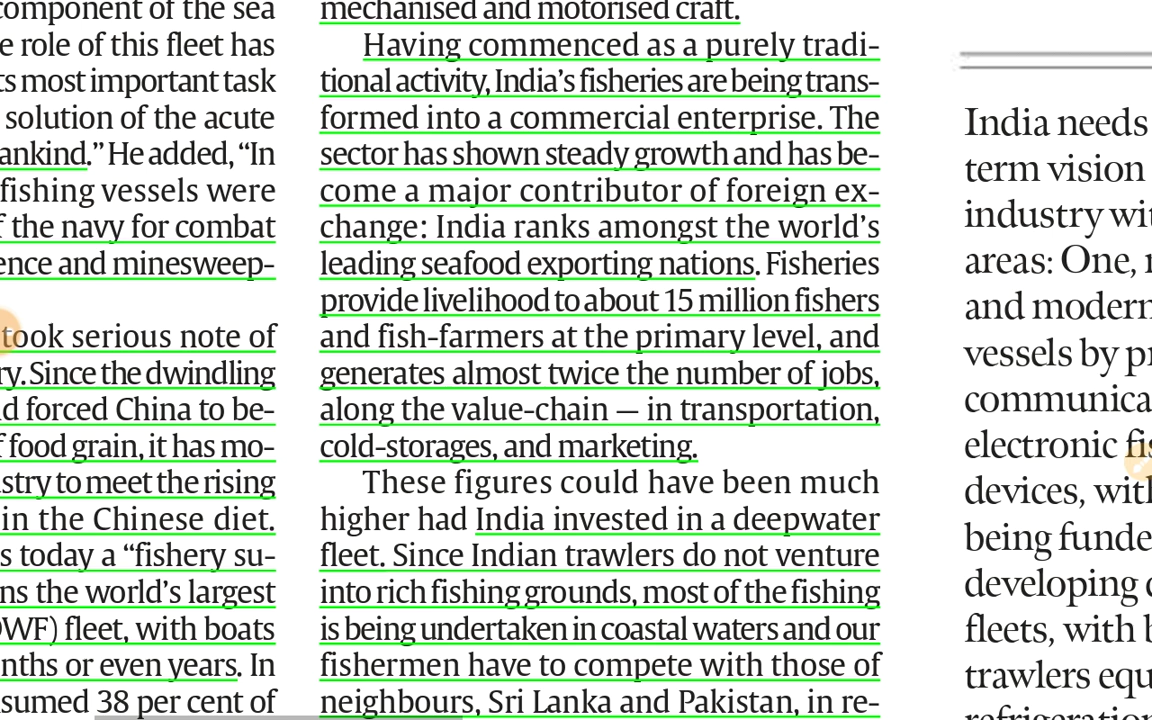 component of the sea
e role of this fleet has
ts most important task
solution of the acute
ankind.” He added, “In
fishing vessels were
f the navy for combat
ence and minesweep-
took serious note of
ry. Since the dwindling
d forced China to be-
f food grain, it has mo-
stry to meet the rising
in the Chinese diet.
s today a “fishery su-
ns the world’s largest
OWF) fleet, with boats
nths or even years. In
sumed 38 per cent of
mechanised and motorised craft.
Having commenced as a purely tradi-
tional activity, India’s fisheries are being trans-
formed into a commercial enterprise. The
sector has shown steady growth and has be-
come a major contributor of foreign ex-
change: India ranks amongst the world’s
leading seafood exporting nations. Fisheries
provide livelihood to about 15 million fishers
and fish-farmers at the primary level, and
generates almost twice the number of jobs,
along the value-chain — in transportation,
cold-storages, and marketing.
These figures could have been much
higher had India invested in a deepwater
fleet. Since Indian trawlers do not venture
into rich fishing grounds, most of the fishing
is being undertaken in coastal waters and our
fishermen have to compete with those of
neighbours, Sri Lanka and Pakistan, in re-
India needs
term vision
industry wit
areas: One, r
and modern
vessels by pr
communica
electronic fis
devices, with
being funde
developing
fleets, with b
trawlers equ
refrigeration